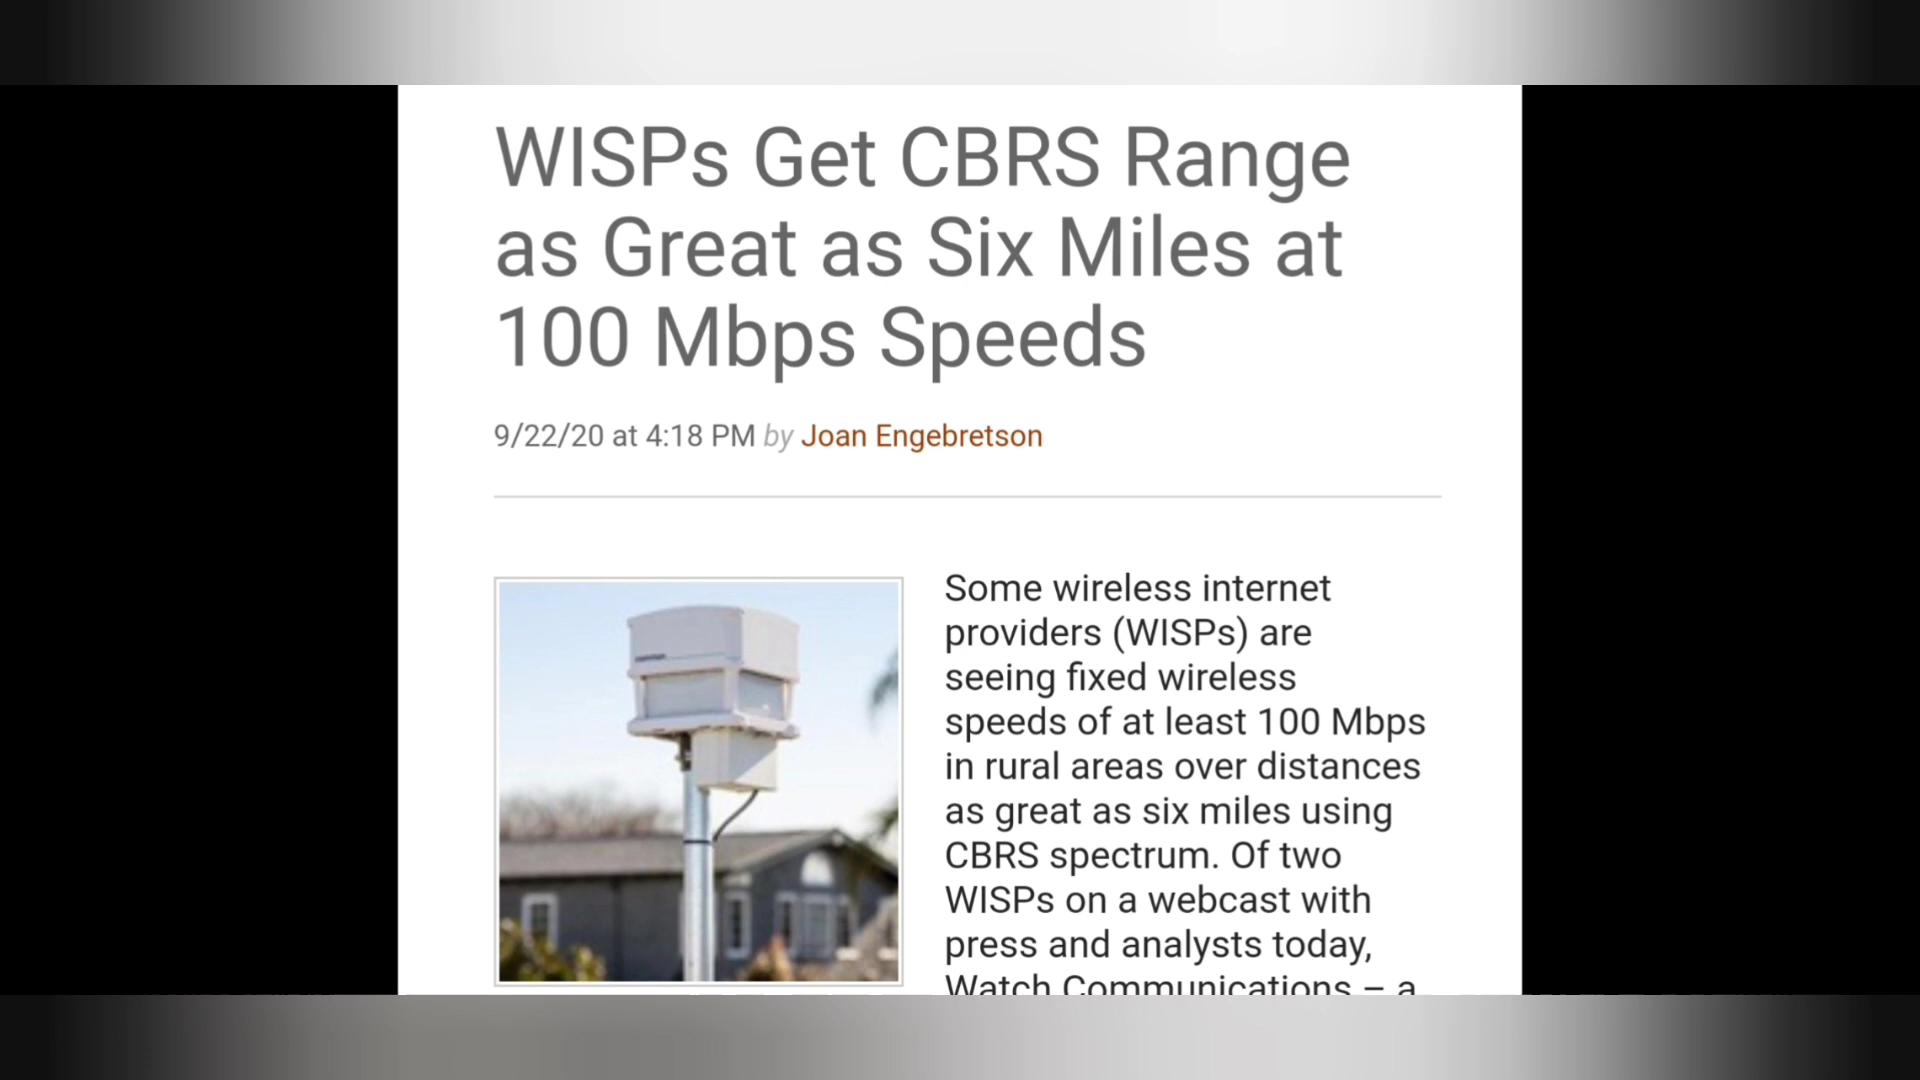 WISPs Get CBRS Range
as Great as Six Miles at
100 Mbps Speeds
9/22/20 at 4:18 PM by Joan Engebretson
Some wireless internet
providers (WISPs) are
seeing fixed wireless
speeds of at least 100 Mbps
in rural areas over distances
as great as six miles using
CBRS spectrum. Of two
WISPs on a webcast with
press and analysts today,
Watch Communications – a